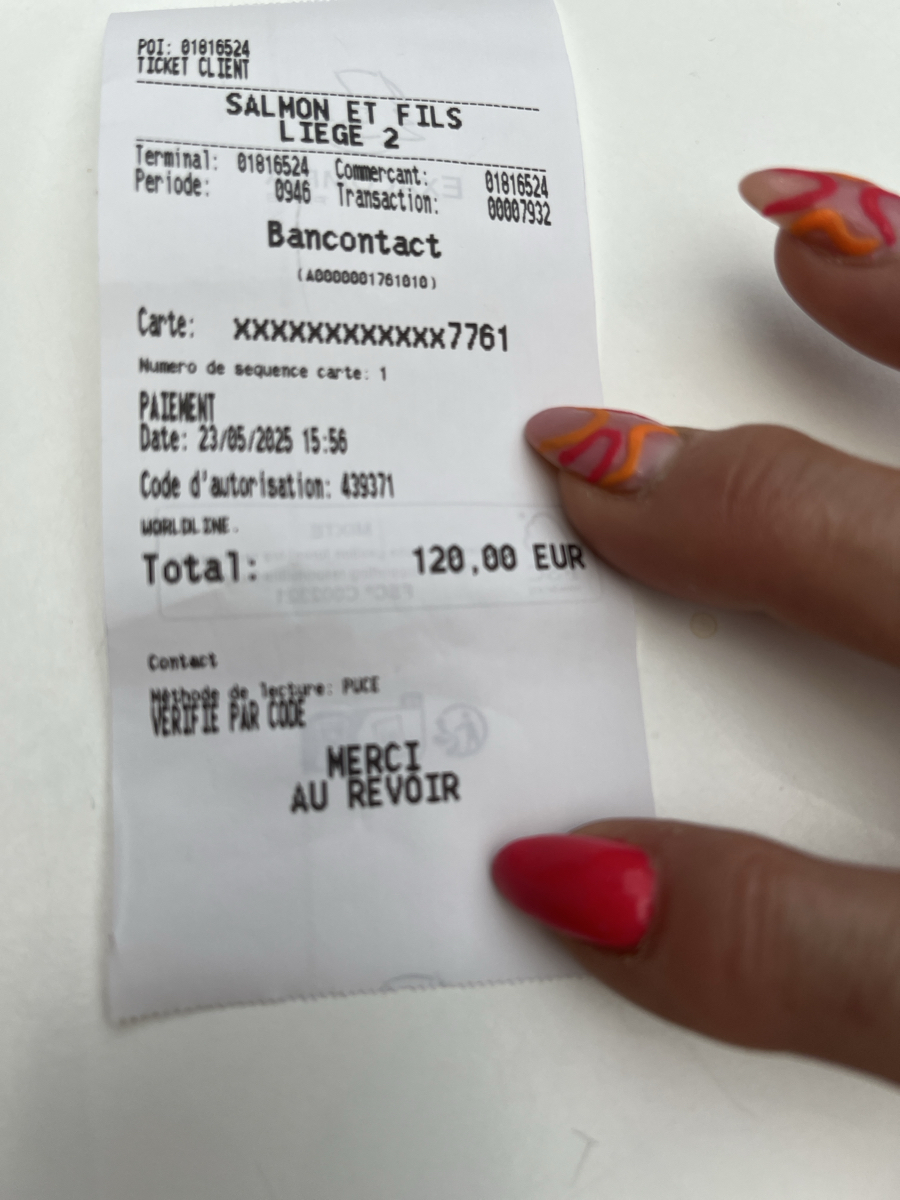 POI: 01816524
TICKET CLIENT
SALMON ET FILS
LIEGE 2
Terminal: 01816524 Commercant: 01816524
Periode: 0946 Transaction: 00007932
Bancontact
(A0000001761010)
Carte: xxxxxxxxxxxx7761
Numero de sequence carte: 1
PAIEMENT
Date: 23/05/2025 15:56
Code d'autorisation: 439371
WORLDLINE.
Total: 120,00 EUR
Contact
Méthode de lecture: PUCE
VERIFIE PAR CODE
MERCI
AU REVOIR